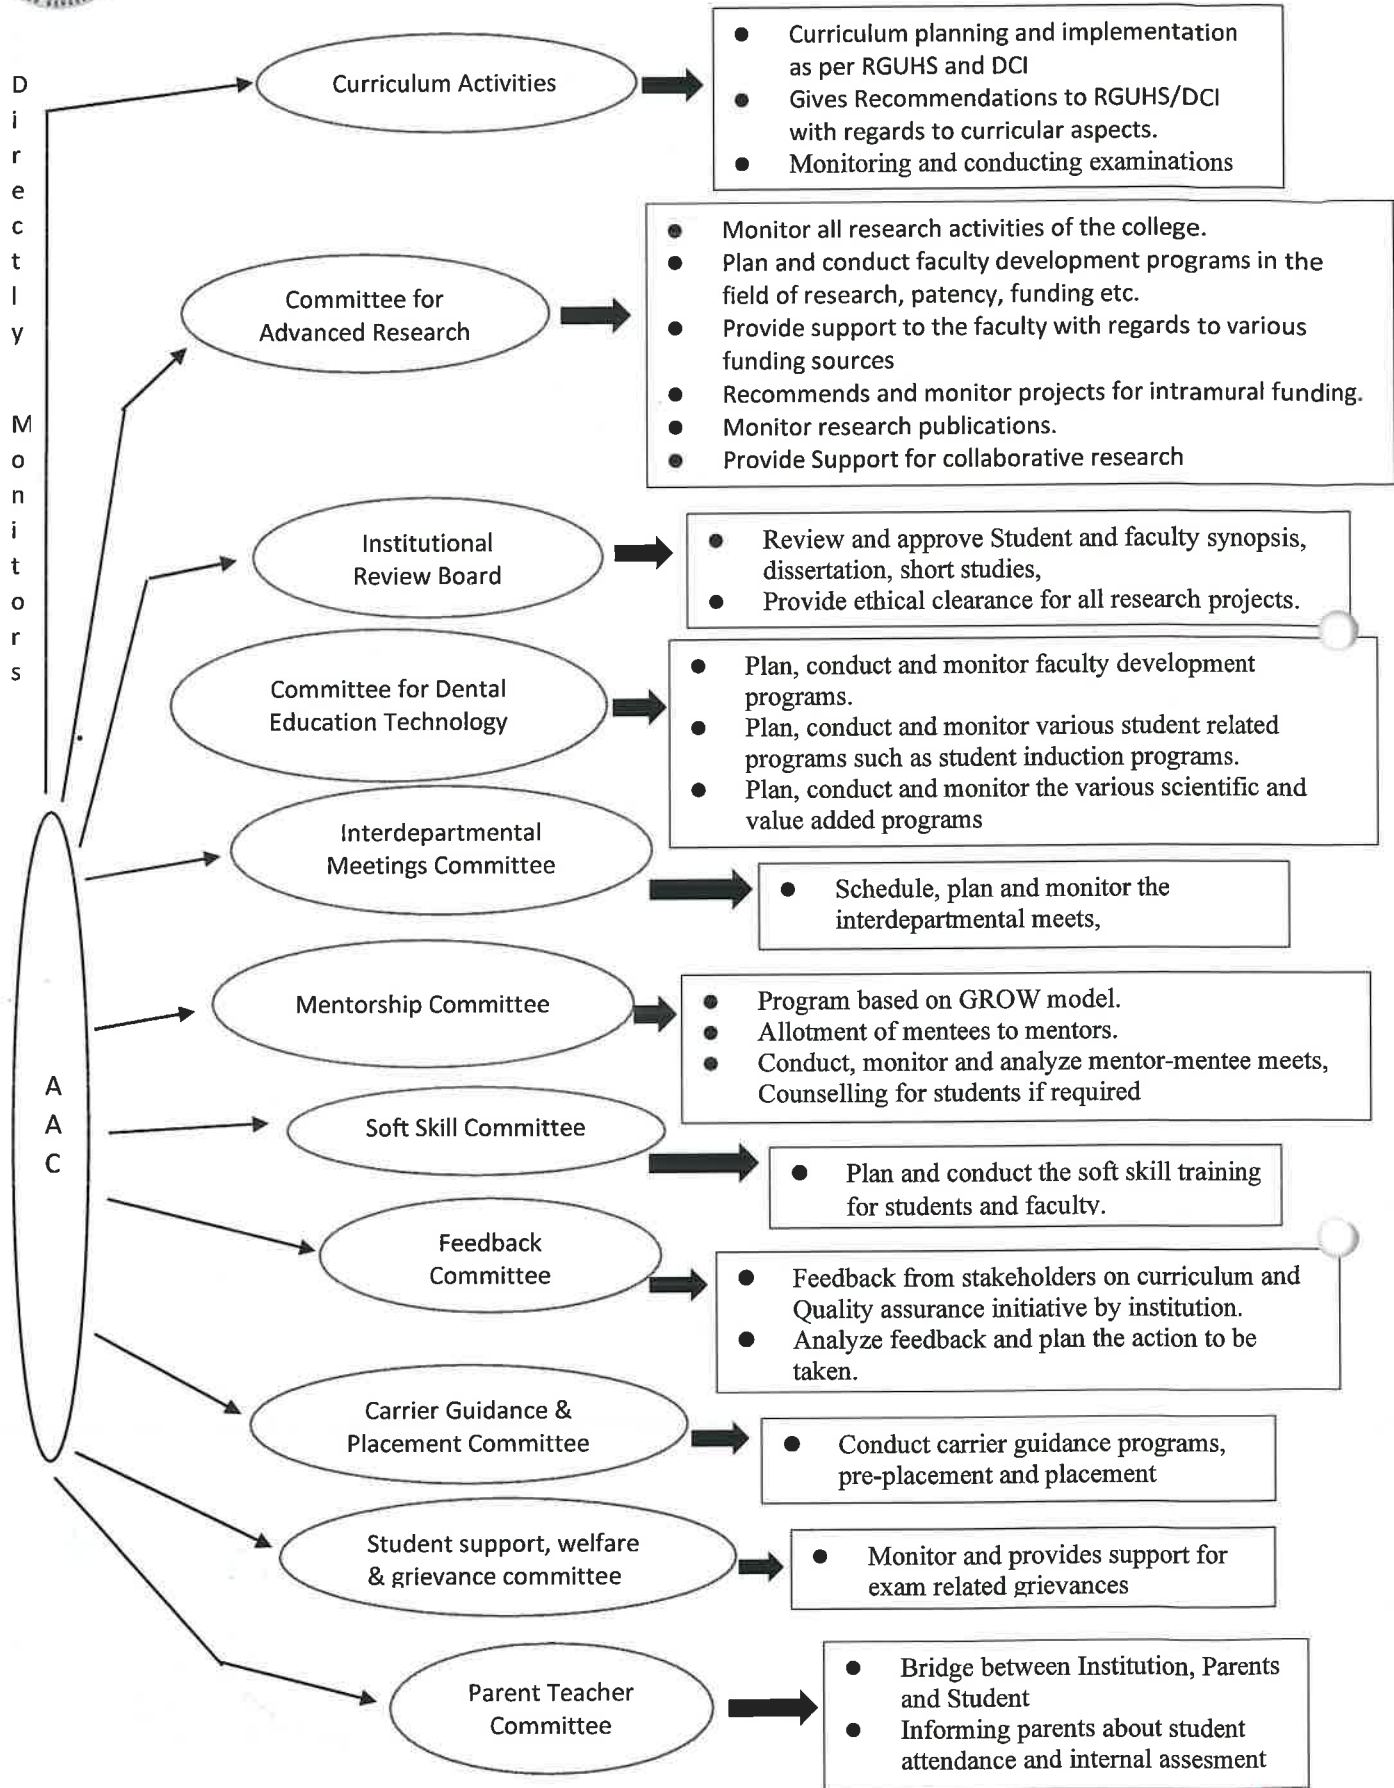 Directly Monitors
AAC
Curriculum Activities
● Curriculum planning and implementation
as per RGUHS and DCI
● Gives Recommendations to RGUHS/DCI
with regards to curricular aspects.
● Monitoring and conducting examinations
Committee for
Advanced Research
● Monitor all research activities of the college.
● Plan and conduct faculty development programs in the
field of research, patency, funding etc.
● Provide support to the faculty with regards to various
funding sources
● Recommends and monitor projects for intramural funding.
● Monitor research publications.
● Provide Support for collaborative research
Institutional
Review Board
● Review and approve Student and faculty synopsis,
dissertation, short studies,
● Provide ethical clearance for all research projects.
Committee for Dental
Education Technology
● Plan, conduct and monitor faculty development
programs.
● Plan, conduct and monitor various student related
programs such as student induction programs.
● Plan, conduct and monitor the various scientific and
value added programs
Interdepartmental
Meetings Committee
● Schedule, plan and monitor the
interdepartmental meets,
Mentorship Committee
● Program based on GROW model.
● Allotment of mentees to mentors.
● Conduct, monitor and analyze mentor-mentee meets,
Counselling for students if required
Soft Skill Committee
● Plan and conduct the soft skill training
for students and faculty.
Feedback
Committee
● Feedback from stakeholders on curriculum and
Quality assurance initiative by institution.
● Analyze feedback and plan the action to be
taken.
Carrier Guidance &
Placement Committee
● Conduct carrier guidance programs,
pre-placement and placement
Student support, welfare
& grievance committee
● Monitor and provides support for
exam related grievances
Parent Teacher
Committee
● Bridge between Institution, Parents
and Student
● Informing parents about student
attendance and internal assesment